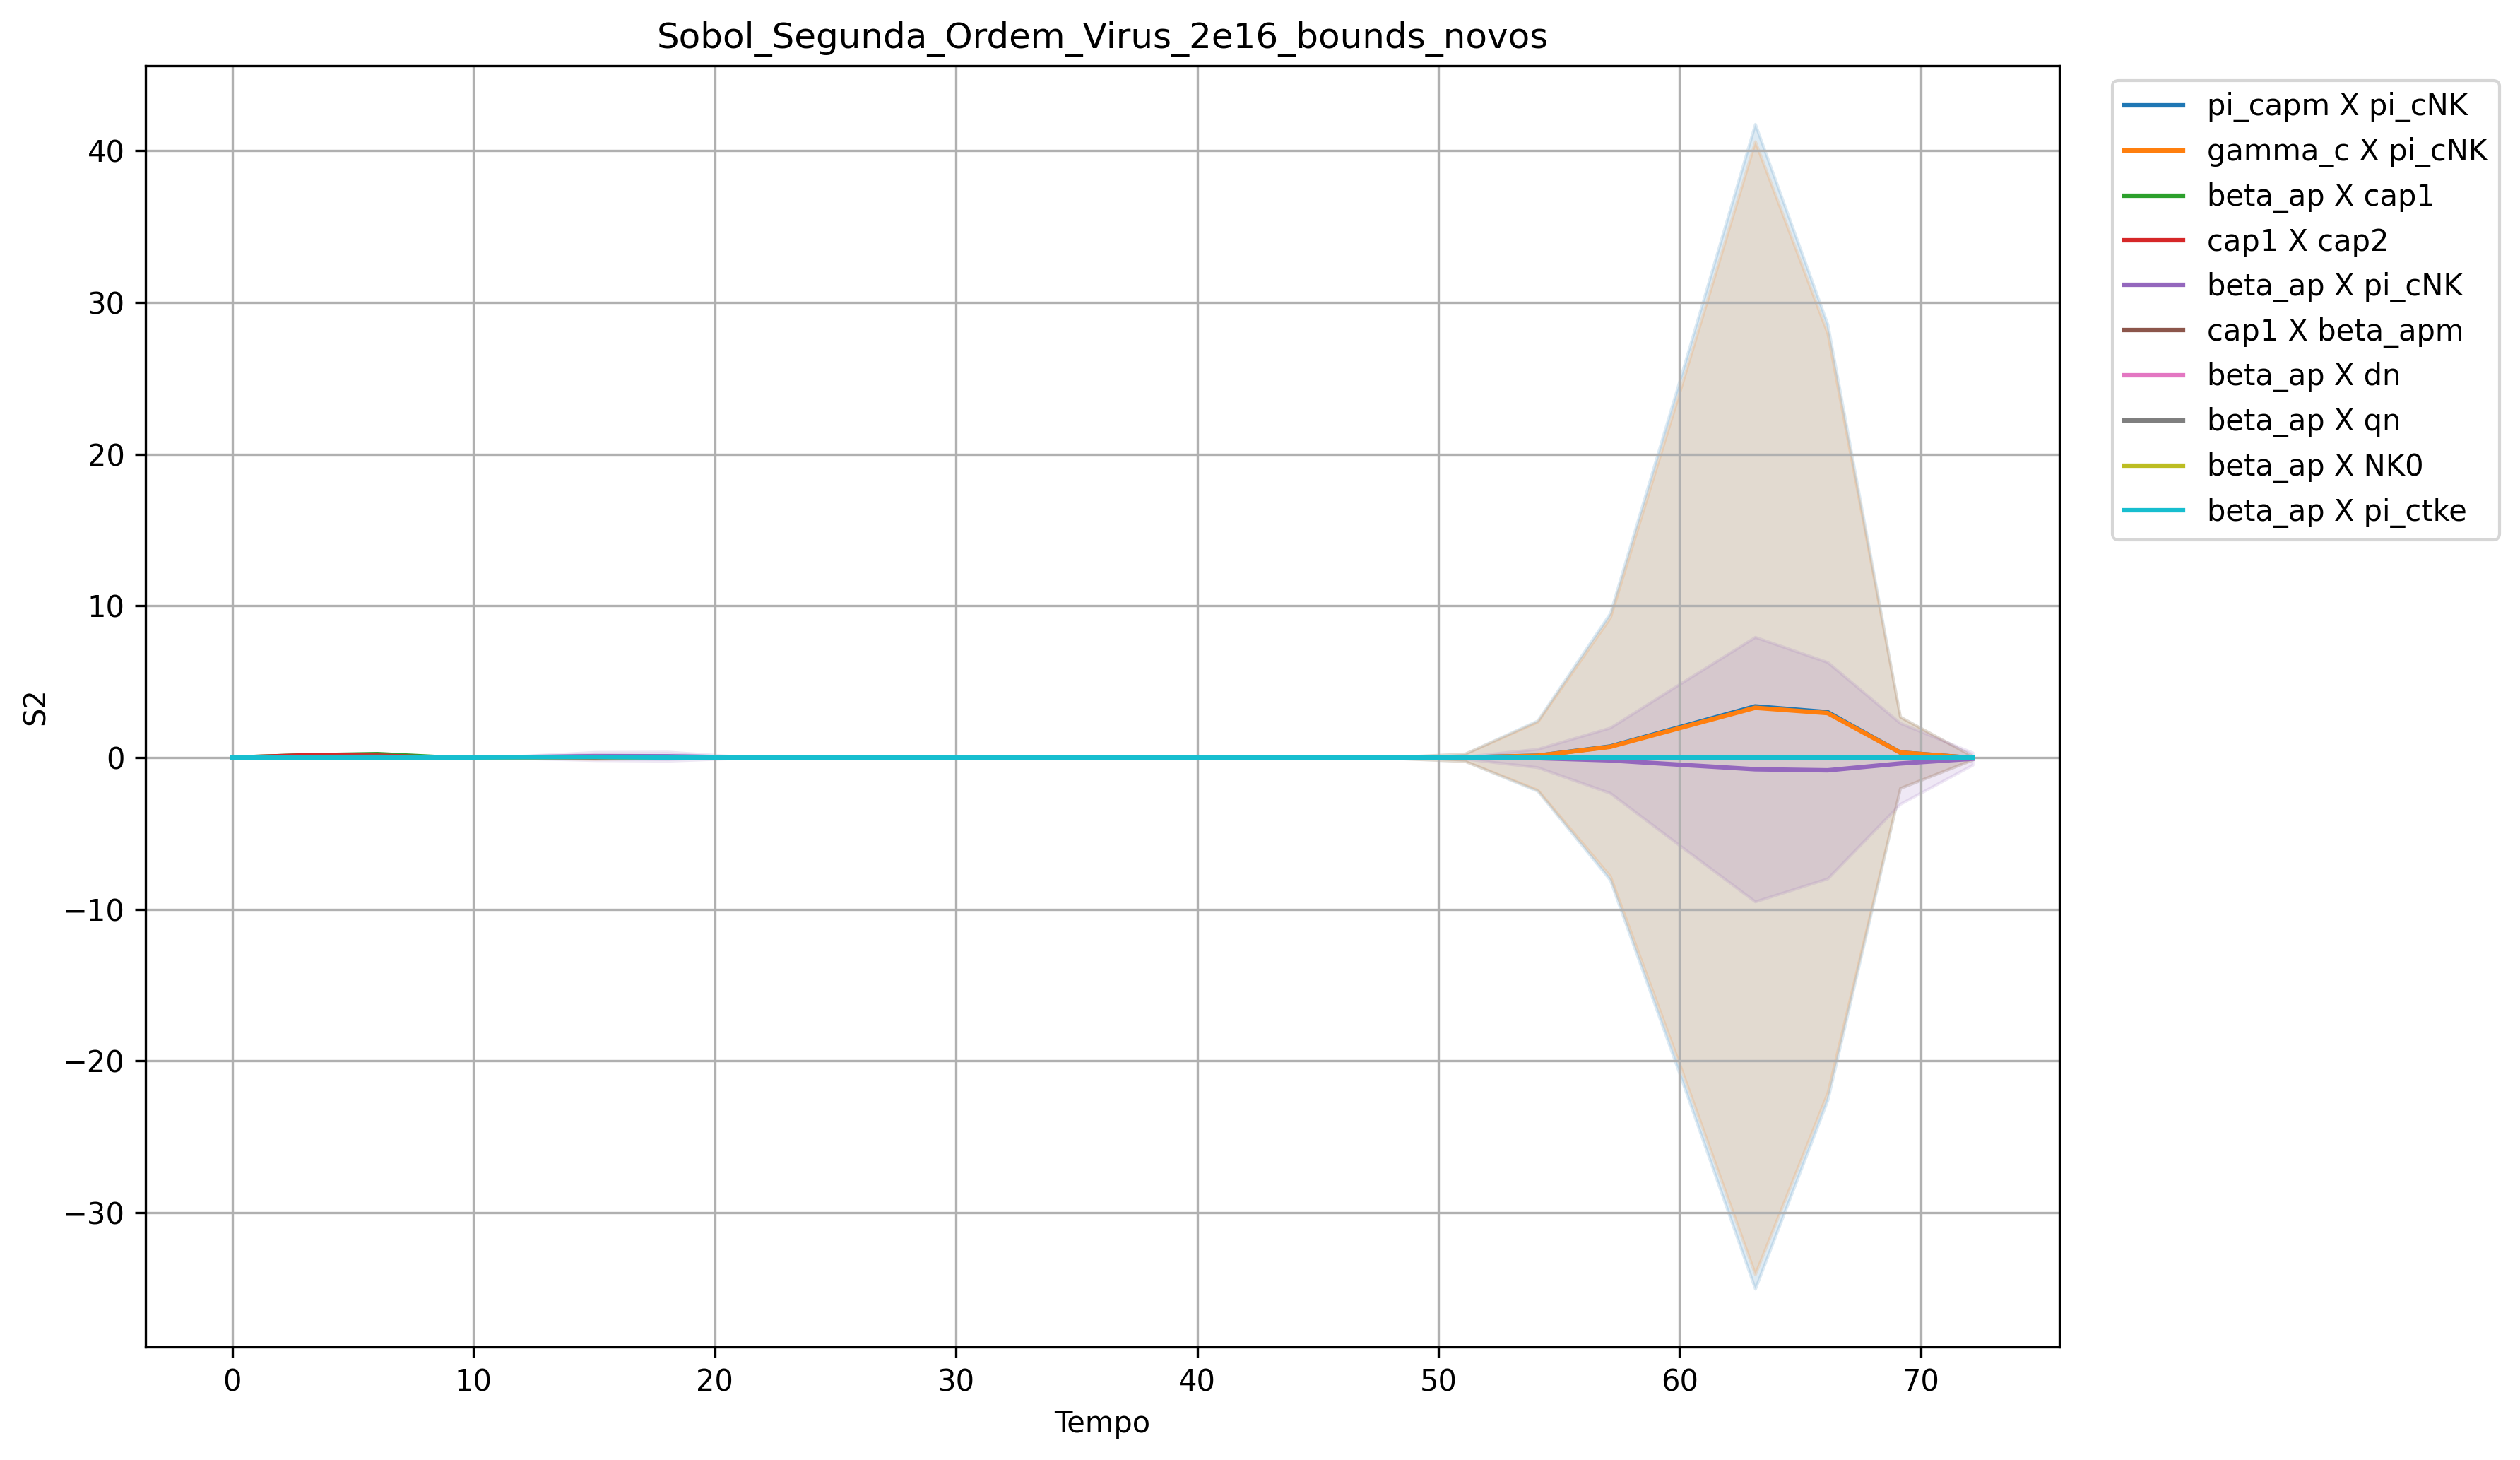 Sobol_Segunda_Ordem_Virus_2e16_bounds_novos
S2
40
30
20
10
0
−10
−20
−30
0 10 20 30 40 50 60 70
Tempo
pi_capm X pi_cNK
gamma_c X pi_cNK
beta_ap X cap1
cap1 X cap2
beta_ap X pi_cNK
cap1 X beta_apm
beta_ap X dn
beta_ap X qn
beta_ap X NK0
beta_ap X pi_ctke